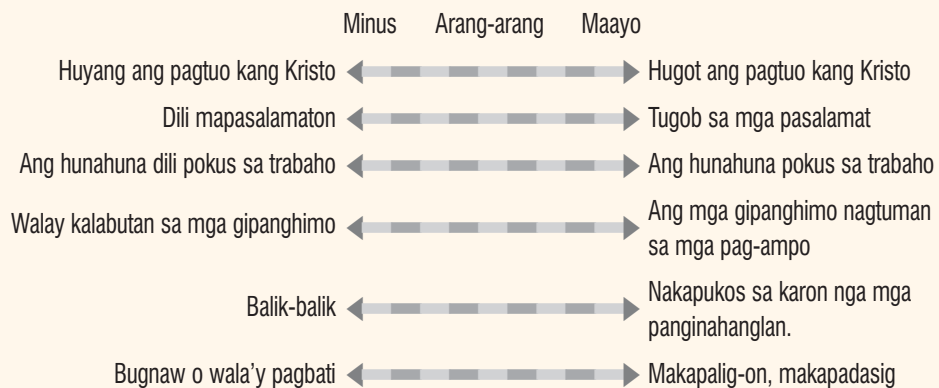 Minus Arang-arang Maayo
Huyang ang pagtuo kang Kristo Hugot ang pagtuo kang Kristo
Dili mapasalamaton Tugob sa mga pasalamat
Ang hunahuna dili pokus sa trabaho Ang hunahuna pokus sa trabaho
Walay kalabutan sa mga gipanghimo Ang mga gipanghimo nagtuman
sa mga pag-ampo
Balik-balik Nakapukos sa karon nga mga
panginahanglan.
Bugnaw o wala’y pagbati Makapalig-on, makapadasig